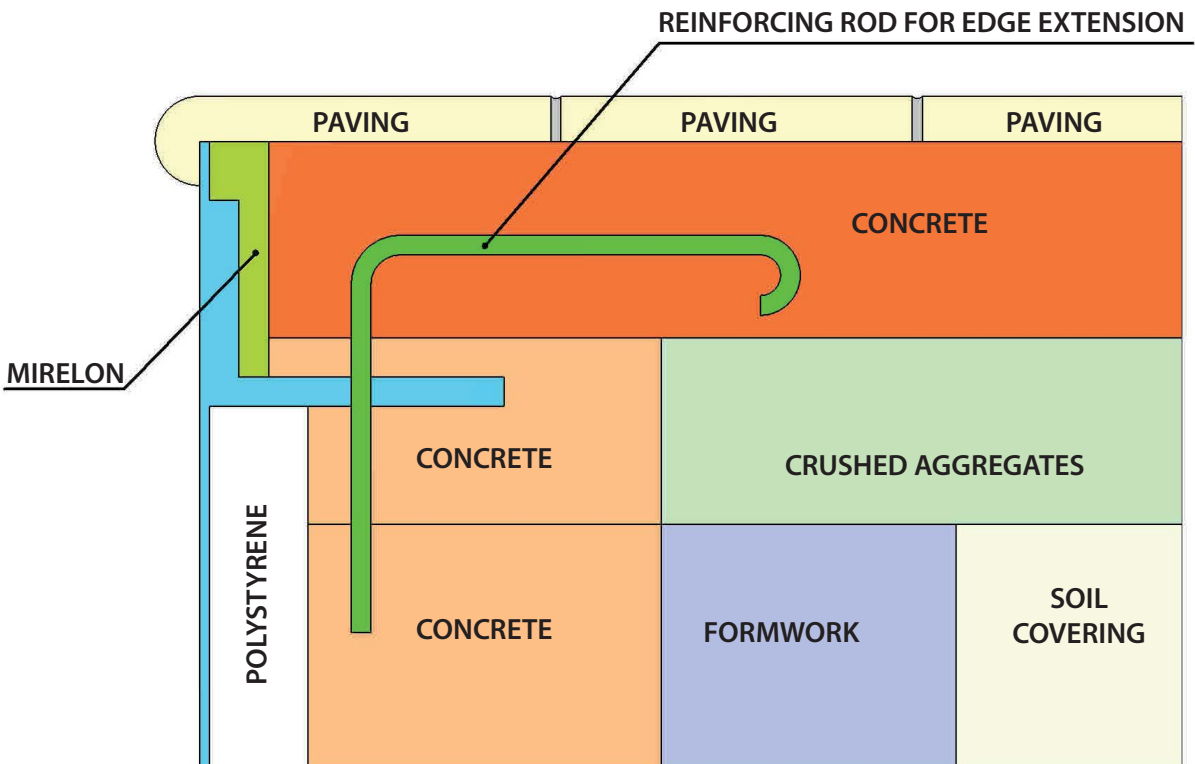 REINFORCING ROD FOR EDGE EXTENSION
PAVING
PAVING
PAVING
CONCRETE
MIRELON
CONCRETE
CRUSHED AGGREGATES
POLYSTYRENE
CONCRETE
FORMWORK
SOIL
COVERING